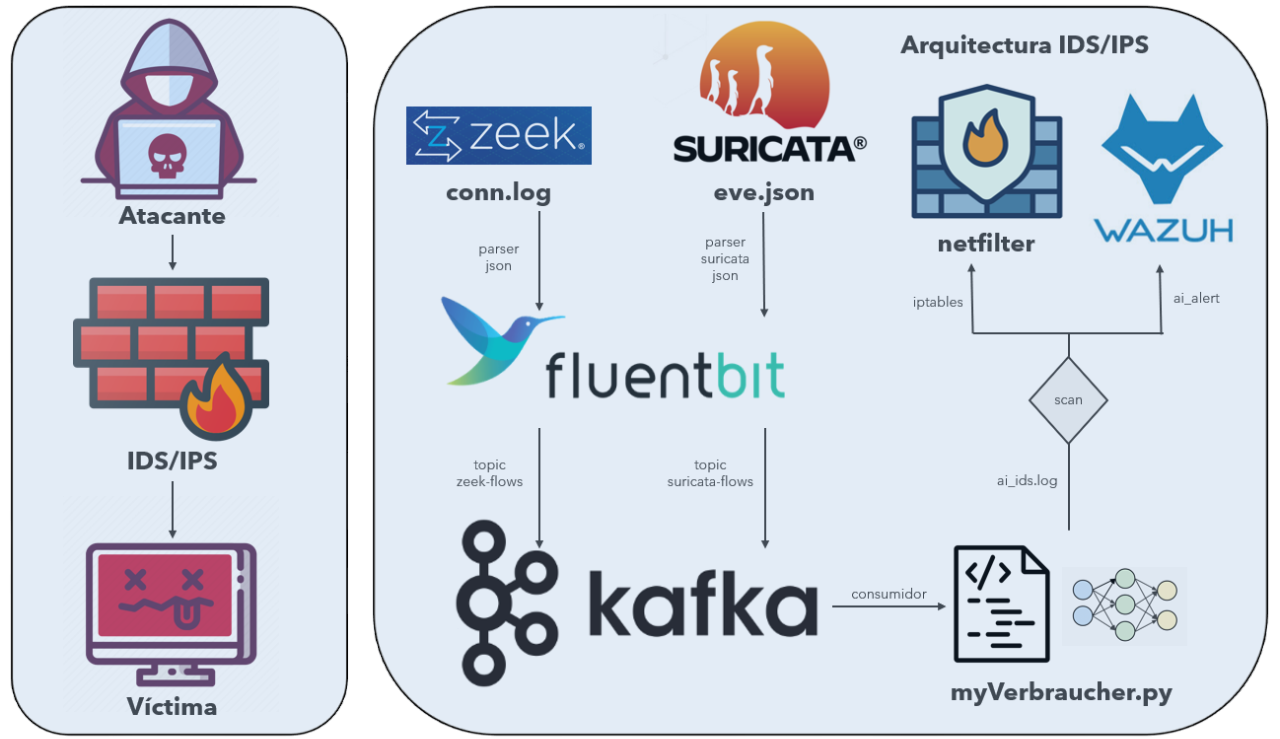 Atacante
IDS/IPS
Víctima
Arquitectura IDS/IPS
zeek®
conn.log
SURICATA®
eve.json
netfilter
WAZUH
parser
json
parser
suricata
json
iptables
ai_alert
fluentbit
scan
topic
zeek-flows
topic
suricata-flows
ai_ids.log
kafka
consumidor
</>
myVerbraucher.py